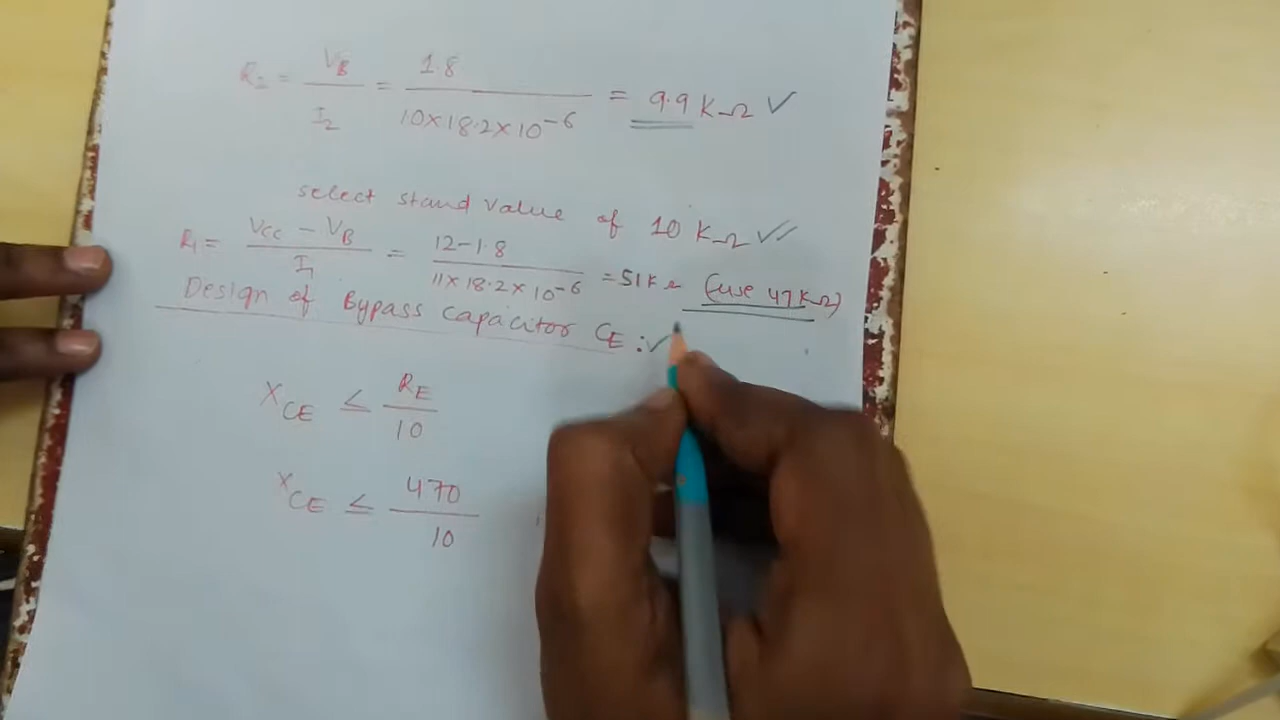 R2 = VB / I2 = 1.8 / 10×18.2×10^-6 = 9.9 KΩ ✓
select stand value of 10 KΩ ✓✓
R1 = VCC - VB / I1 = 12-1.8 / 11×18.2×10^-6 = 51K Ω (use 47KΩ)
Design of Bypass Capacitor CE : ✓
XCE ≤ RE / 10
XCE ≤ 470 / 10